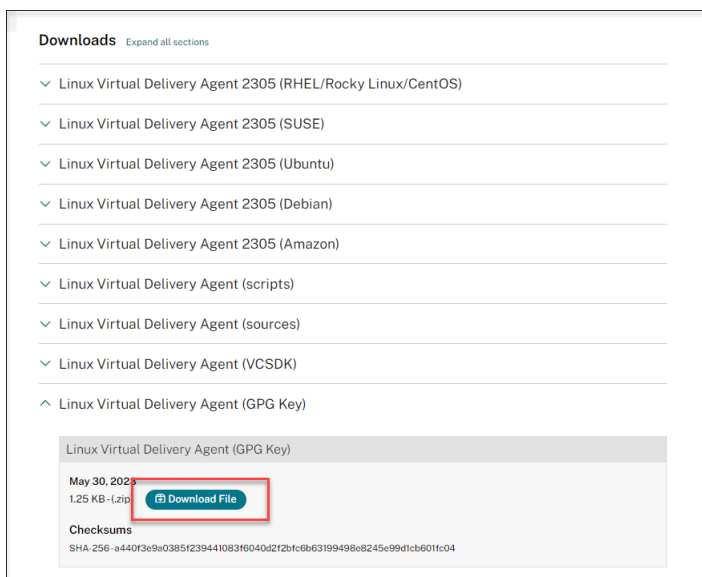 Downloads Expand all sections
Linux Virtual Delivery Agent 2305 (RHEL/Rocky Linux/CentOS)
Linux Virtual Delivery Agent 2305 (SUSE)
Linux Virtual Delivery Agent 2305 (Ubuntu)
Linux Virtual Delivery Agent 2305 (Debian)
Linux Virtual Delivery Agent 2305 (Amazon)
Linux Virtual Delivery Agent (scripts)
Linux Virtual Delivery Agent (sources)
Linux Virtual Delivery Agent (VCSDK)
Linux Virtual Delivery Agent (GPG Key)
Linux Virtual Delivery Agent (GPG Key)
May 30, 2023
1.25 KB - (.zip) Download File
Checksums
SHA-256 - a440f3e9a0385f239441083f6040d2f2bfc6b63199498e8245e99d1cb601fc04